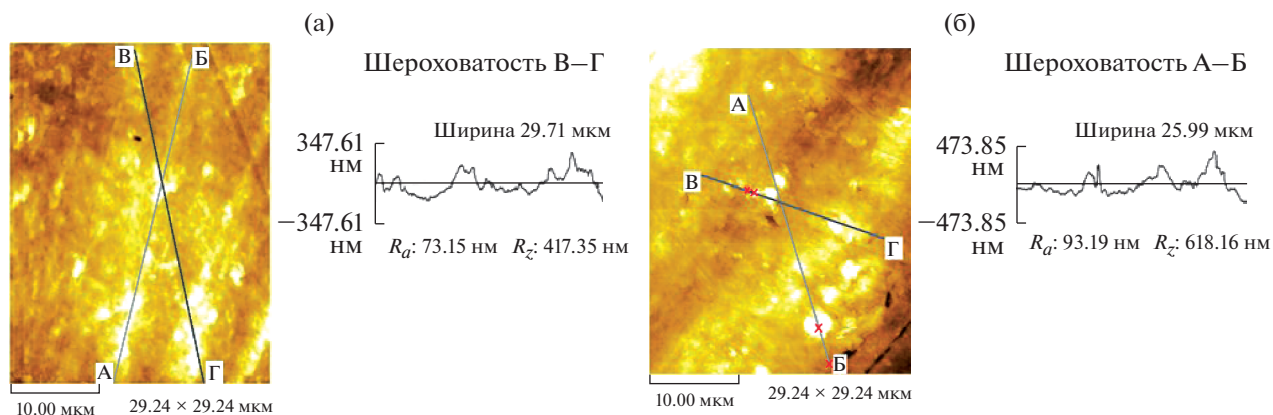 (а)
В
Б
А
Г
10.00 мкм
29.24 × 29.24 мкм
Шероховатость В–Г
Ширина 29.71 мкм
347.61
нм
−347.61
нм
Ra: 73.15 нм Rz: 417.35 нм
(б)
А
В
Г
Б
10.00 мкм
29.24 × 29.24 мкм
Шероховатость А–Б
Ширина 25.99 мкм
473.85
нм
−473.85
нм
Ra: 93.19 нм Rz: 618.16 нм